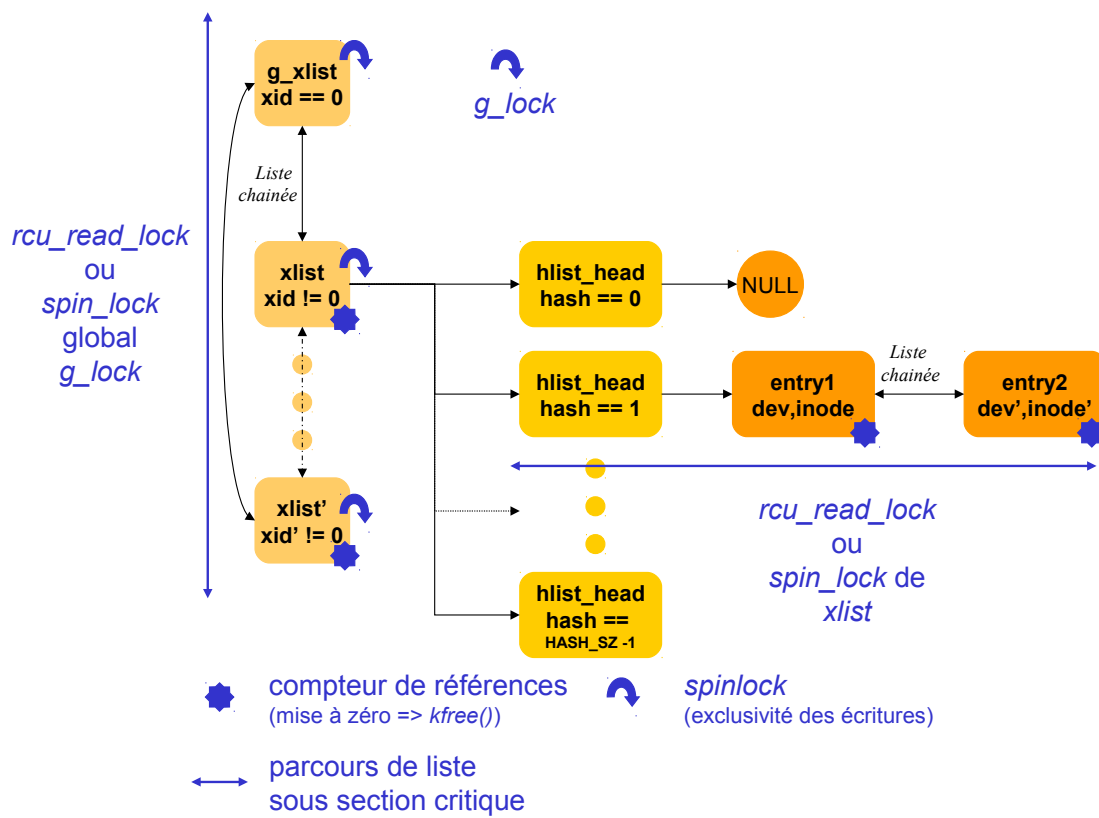 g_xlist
xid == 0
g_lock
Liste
chainée
rcu_read_lock
ou
spin_lock
global
g_lock
xlist
xid != 0
hlist_head
hash == 0
NULL
hlist_head
hash == 1
entry1
dev,inode
Liste
chainée
entry2
dev’,inode’
xlist’
xid’ != 0
rcu_read_lock
ou
spin_lock de
xlist
hlist_head
hash ==
HASH_SZ -1
compteur de références
(mise à zéro => kfree())
spinlock
(exclusivité des écritures)
parcours de liste
sous section critique